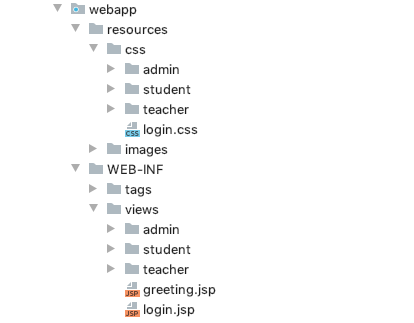 webapp
resources
css
admin
student
teacher
login.css
images
WEB-INF
tags
views
admin
student
teacher
greeting.jsp
login.jsp